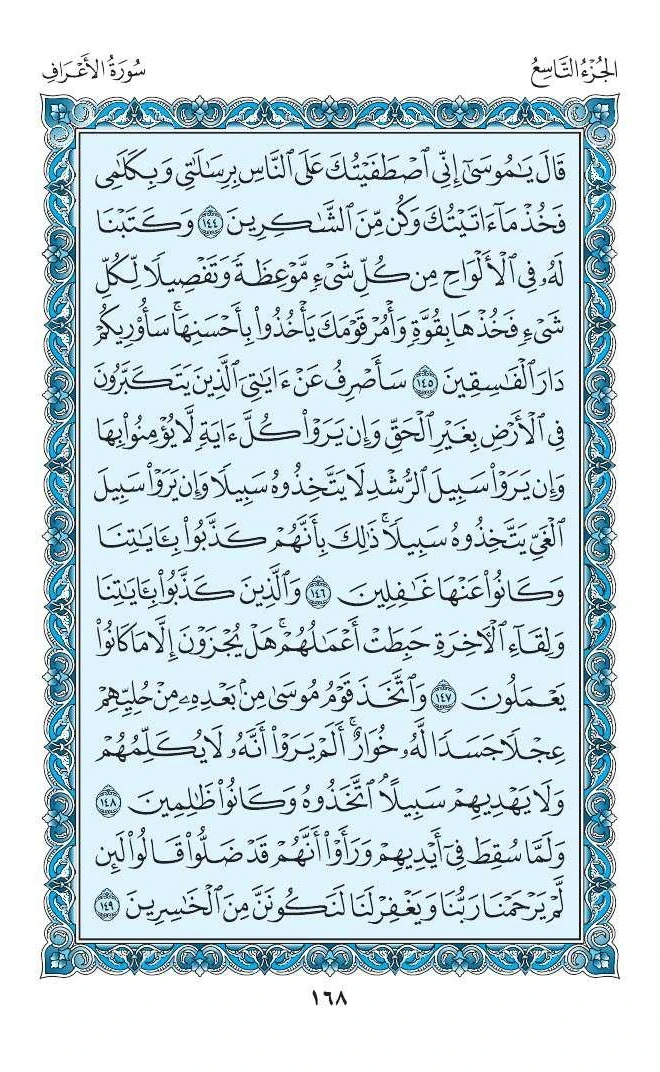 الجُزْءُ التَّاسِعُ
سُورَةُ الأَعْرَافِ
قَالَ يَٰمُوسَىٰٓ إِنِّي ٱصْطَفَيْتُكَ عَلَى ٱلنَّاسِ بِرِسَٰلَٰتِي وَبِكَلَٰمِي
فَخُذْ مَآ ءَاتَيْتُكَ وَكُن مِّنَ ٱلشَّٰكِرِينَ ١٤٤ وَكَتَبْنَا
لَهُۥ فِي ٱلْأَلْوَاحِ مِن كُلِّ شَيْءٍ مَّوْعِظَةً وَتَفْصِيلًا لِّكُلِّ
شَيْءٍ فَخُذْهَا بِقُوَّةٍ وَأْمُرْ قَوْمَكَ يَأْخُذُوا۟ بِأَحْسَنِهَا ۚ سَأُو۟رِيكُمْ
دَارَ ٱلْفَٰسِقِينَ ١٤٥ سَأَصْرِفُ عَنْ ءَايَٰتِيَ ٱلَّذِينَ يَتَكَبَّرُونَ
فِي ٱلْأَرْضِ بِغَيْرِ ٱلْحَقِّ وَإِن يَرَوْا۟ كُلَّ ءَايَةٍ لَّا يُؤْمِنُوا۟ بِهَا
وَإِن يَرَوْا۟ سَبِيلَ ٱلرُّشْدِ لَا يَتَّخِذُوهُ سَبِيلًا وَإِن يَرَوْا۟ سَبِيلَ
ٱلْغَيِّ يَتَّخِذُوهُ سَبِيلًا ۚ ذَٰلِكَ بِأَنَّهُمْ كَذَّبُوا۟ بِـَٔايَٰتِنَا
وَكَانُوا۟ عَنْهَا غَٰفِلِينَ ١٤٦ وَٱلَّذِينَ كَذَّبُوا۟ بِـَٔايَٰتِنَا
وَلِقَآءِ ٱلْءَاخِرَةِ حَبِطَتْ أَعْمَٰلُهُمْ ۚ هَلْ يُجْزَوْنَ إِلَّا مَا كَانُوا۟
يَعْمَلُونَ ١٤٧ وَٱتَّخَذَ قَوْمُ مُوسَىٰ مِنۢ بَعْدِهِۦ مِنْ حُلِيِّهِمْ
عِجْلًا جَسَدًا لَّهُۥ خُوَارٌ ۚ أَلَمْ يَرَوْا۟ أَنَّهُۥ لَا يُكَلِّمُهُمْ
وَلَا يَهْدِيهِمْ سَبِيلًا ۘ ٱتَّخَذُوهُ وَكَانُوا۟ ظَٰلِمِينَ ١٤٨
وَلَمَّا سُقِطَ فِيٓ أَيْدِيهِمْ وَرَأَوْا۟ أَنَّهُمْ قَدْ ضَلُّوا۟ قَالُوا۟ لَئِن
لَّمْ يَرْحَمْنَا رَبُّنَا وَيَغْفِرْ لَنَا لَنَكُونَنَّ مِنَ ٱلْخَٰسِرِينَ ١٤٩
١٦٨